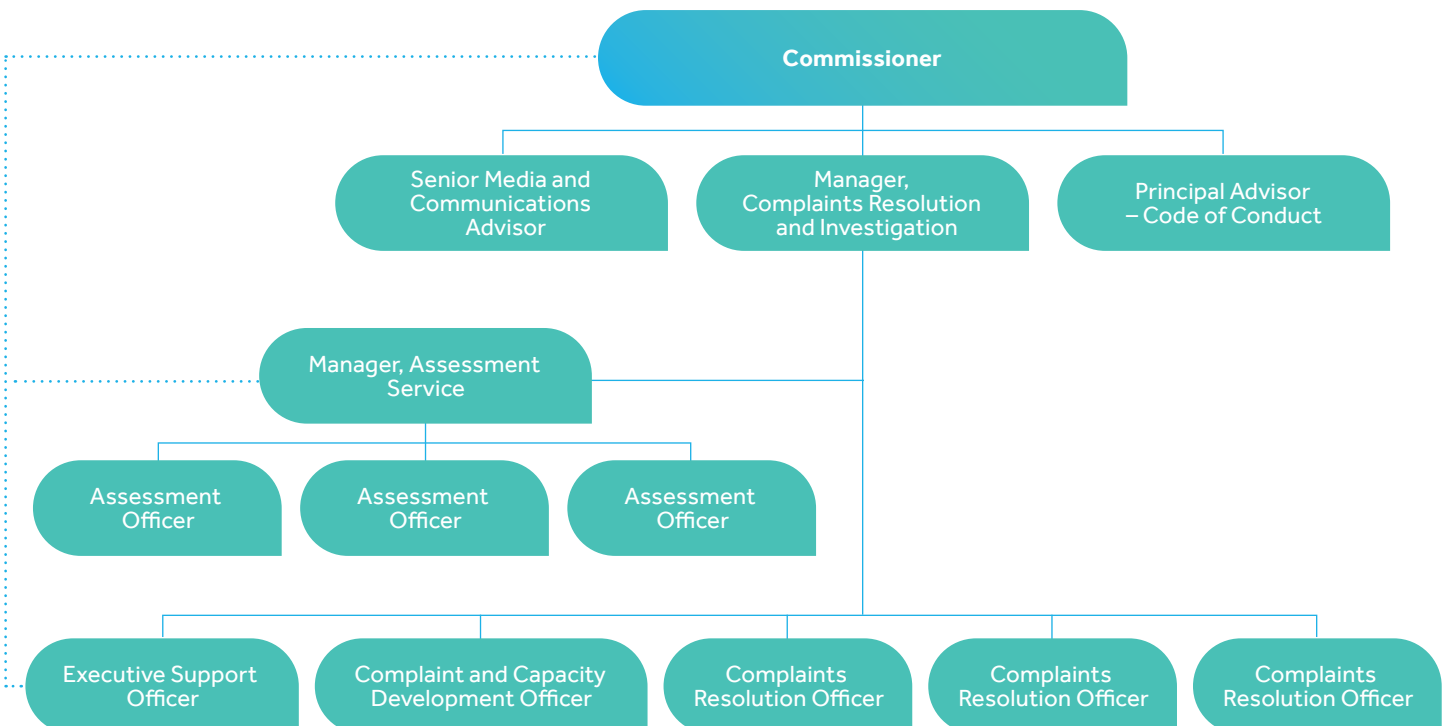 Commissioner
Senior Media and
Communications
Advisor
Manager,
Complaints Resolution
and Investigation
Principal Advisor
– Code of Conduct
Manager, Assessment
Service
Assessment
Officer
Assessment
Officer
Assessment
Officer
Executive Support
Officer
Complaint and Capacity
Development Officer
Complaints
Resolution Officer
Complaints
Resolution Officer
Complaints
Resolution Officer